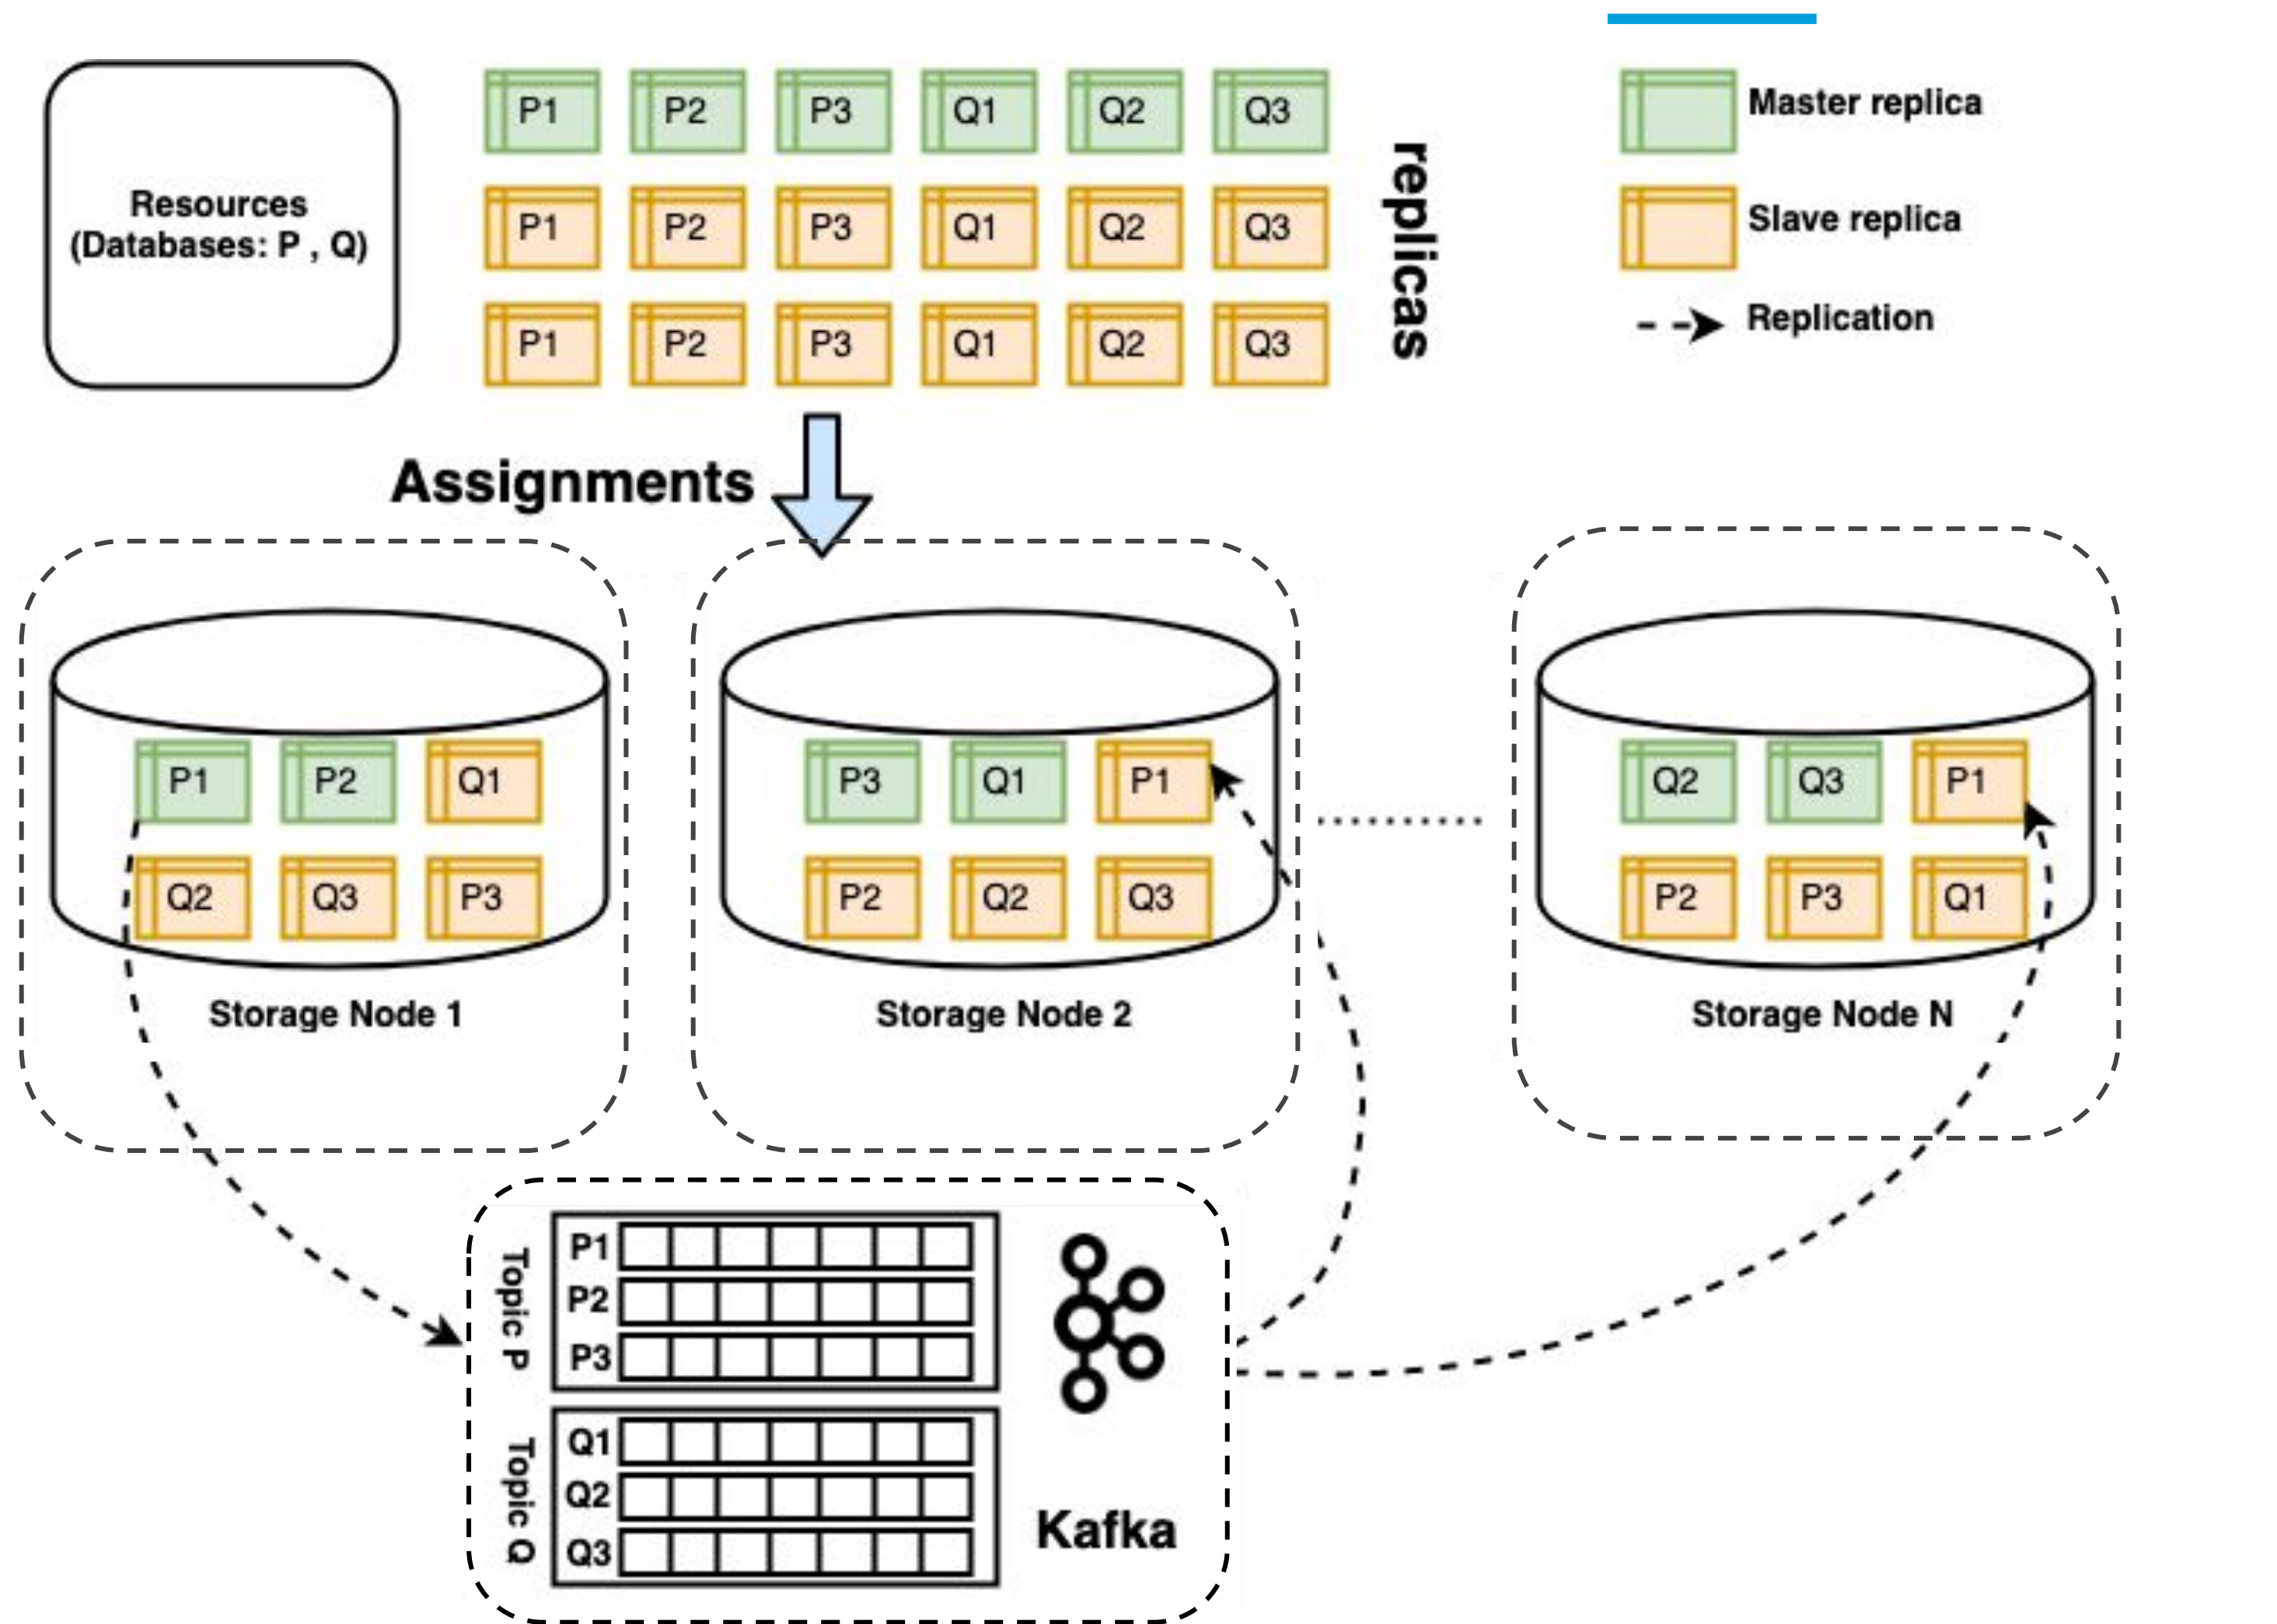 Resources
(Databases: P , Q)
P1 P2 P3 Q1 Q2 Q3
P1 P2 P3 Q1 Q2 Q3
P1 P2 P3 Q1 Q2 Q3
replicas
Master replica
Slave replica
Replication
Assignments
P1 P2 Q1
Q2 Q3 P3
Storage Node 1
P3 Q1 P1
P2 Q2 Q3
Storage Node 2
Q2 Q3 P1
P2 P3 Q1
Storage Node N
Topic P
P1
P2
P3
Topic Q
Q1
Q2
Q3
Kafka